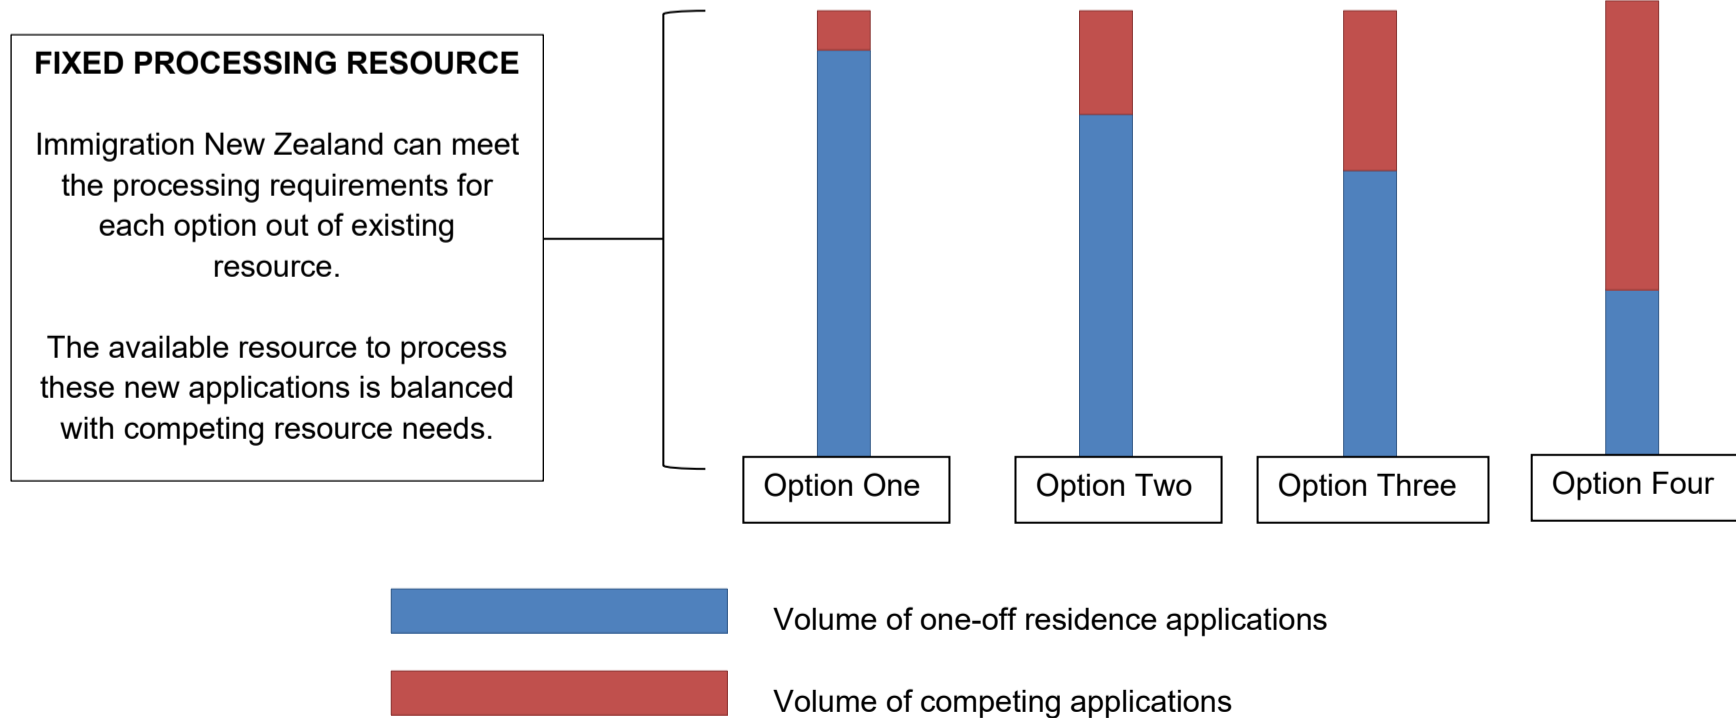 FIXED PROCESSING RESOURCE
Immigration New Zealand can meet
the processing requirements for
each option out of existing
resource.
The available resource to process
these new applications is balanced
with competing resource needs.
Option One
Option Two
Option Three
Option Four
Volume of one-off residence applications
Volume of competing applications